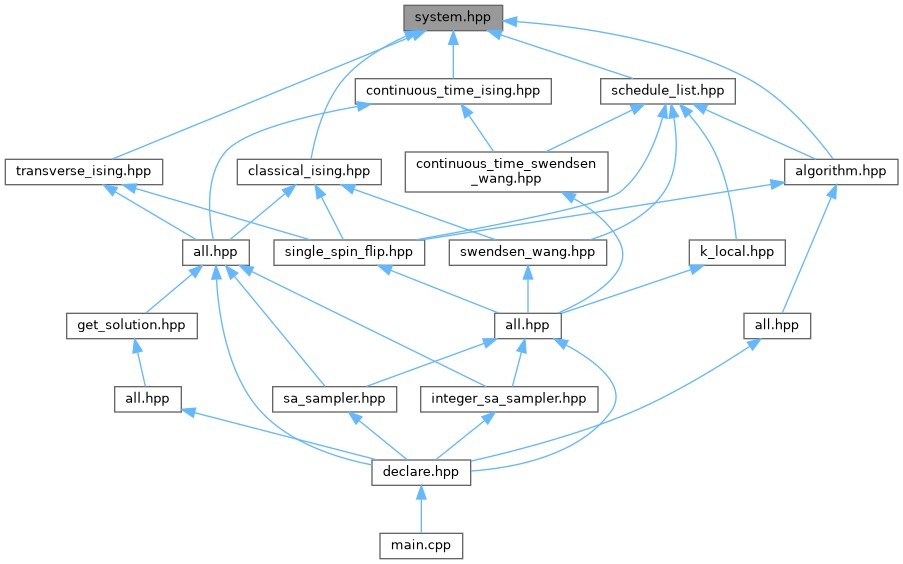 system.hpp
continuous_time_ising.hpp
schedule_list.hpp
transverse_ising.hpp
classical_ising.hpp
continuous_time_swendsen
_wang.hpp
algorithm.hpp
all.hpp
single_spin_flip.hpp
swendsen_wang.hpp
k_local.hpp
get_solution.hpp
all.hpp
all.hpp
all.hpp
sa_sampler.hpp
integer_sa_sampler.hpp
declare.hpp
main.cpp